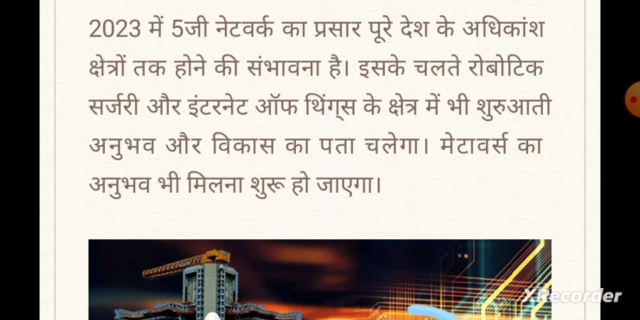 2023 में 5जी नेटवर्क का प्रसार पूरे देश के अधिकांश
क्षेत्रों तक होने की संभावना है। इसके चलते रोबोटिक
सर्जरी और इंटरनेट ऑफ थिंग्स के क्षेत्र में भी शुरुआती
अनुभव और विकास का पता चलेगा। मेटावर्स का
अनुभव भी मिलना शुरू हो जाएगा।
XRecorder